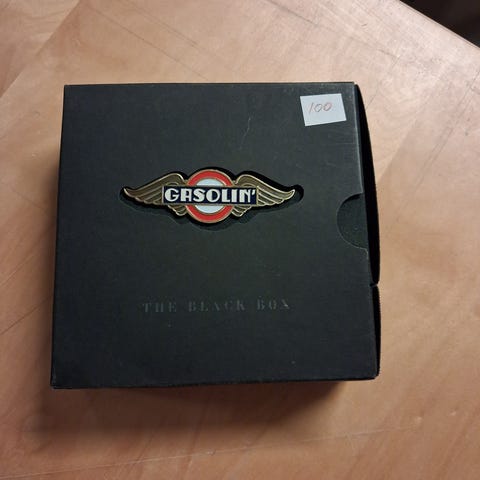 100
GASOLIN'
THE BLACK BOX